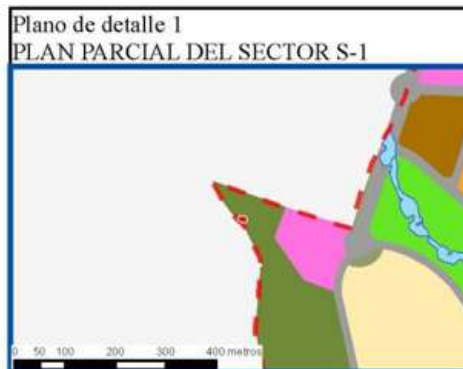 Plano de detalle 1
PLAN PARCIAL DEL SECTOR S-1
0 50 100 200 300 400 metros